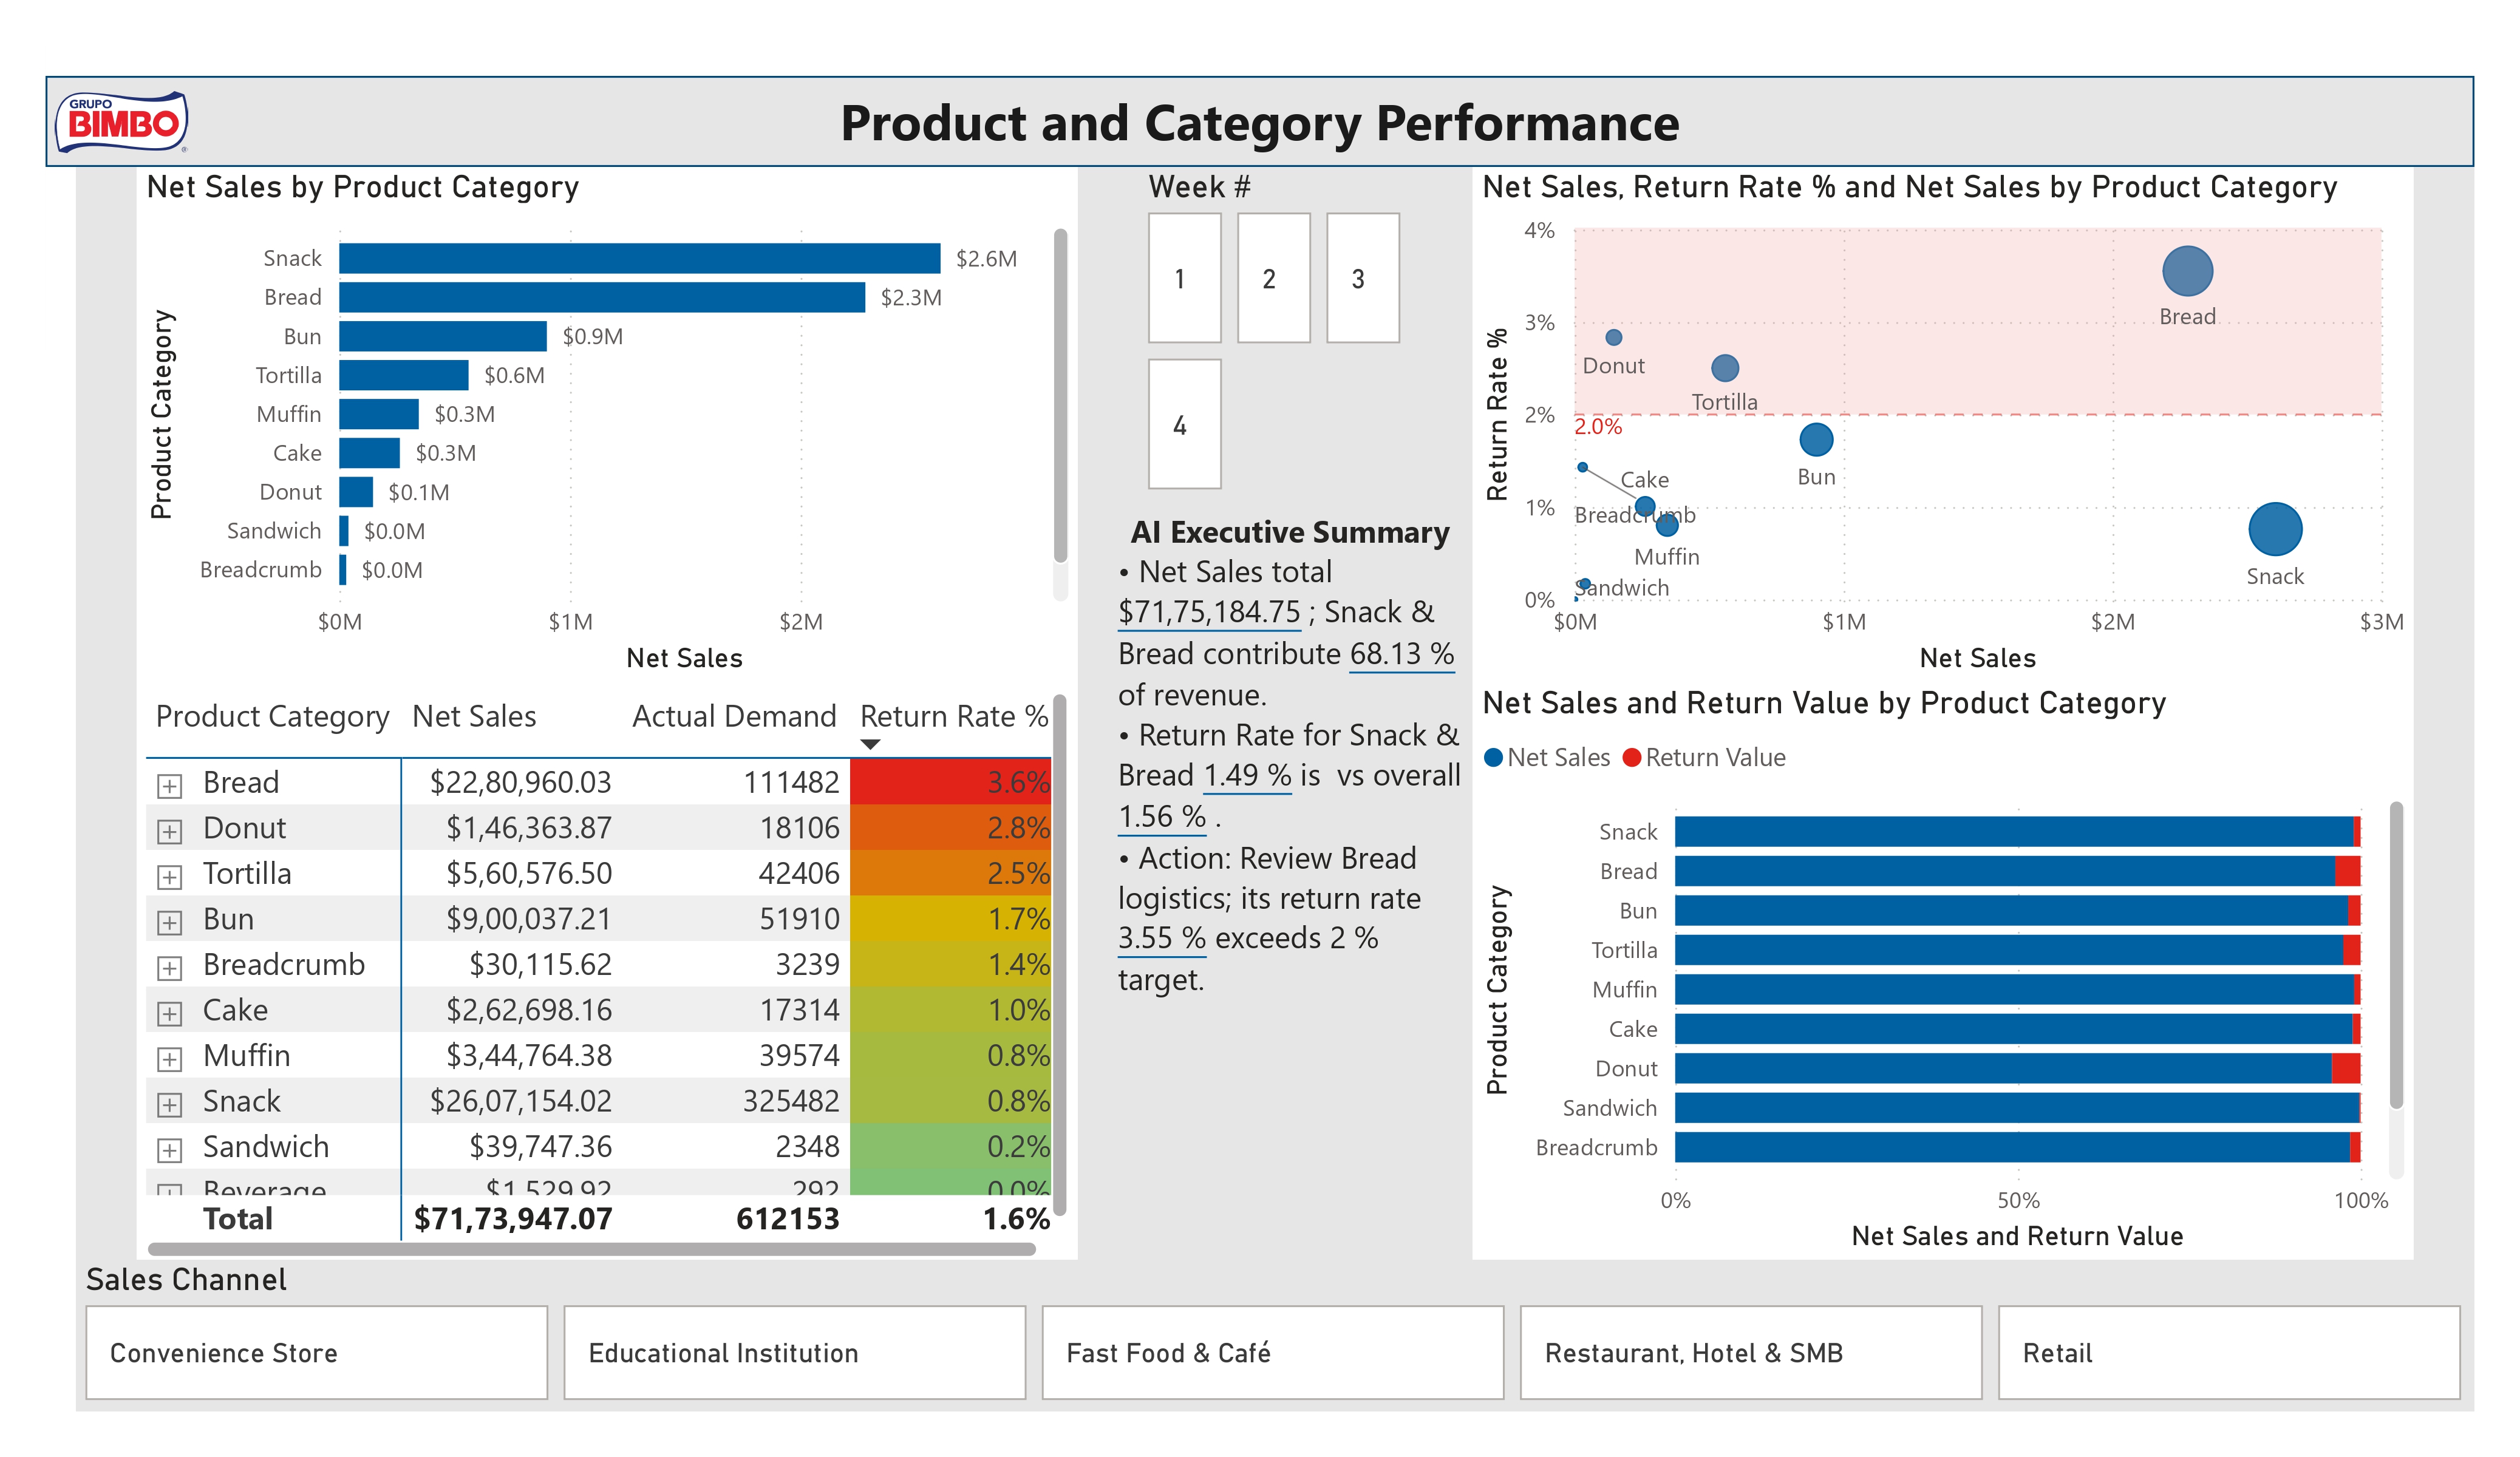 GRUPO
BIMBO
®
Product and Category Performance
Net Sales by Product Category
Product Category
Snack $2.6M
Bread $2.3M
Bun $0.9M
Tortilla $0.6M
Muffin $0.3M
Cake $0.3M
Donut $0.1M
Sandwich $0.0M
Breadcrumb $0.0M
$0M $1M $2M
Net Sales
Product Category Net Sales Actual Demand Return Rate %
Bread $22,80,960.03 111482 3.6%
Donut $1,46,363.87 18106 2.8%
Tortilla $5,60,576.50 42406 2.5%
Bun $9,00,037.21 51910 1.7%
Breadcrumb $30,115.62 3239 1.4%
Cake $2,62,698.16 17314 1.0%
Muffin $3,44,764.38 39574 0.8%
Snack $26,07,154.02 325482 0.8%
Sandwich $39,747.36 2348 0.2%
Beverage $1,529.92 292 0.0%
Total $71,73,947.07 612153 1.6%
Week #
1 2 3
4
AI Executive Summary
• Net Sales total
$71,75,184.75 ; Snack &
Bread contribute 68.13 %
of revenue.
• Return Rate for Snack &
Bread 1.49 % is vs overall
1.56 % .
• Action: Review Bread
logistics; its return rate
3.55 % exceeds 2 %
target.
Net Sales, Return Rate % and Net Sales by Product Category
Return Rate %
4%
3%
2%
1%
0%
2.0%
Bread
Donut
Tortilla
Bun
Cake
Breadcrumb
Muffin
Snack
Sandwich
$0M $1M $2M $3M
Net Sales
Net Sales and Return Value by Product Category
Net Sales Return Value
Product Category
Snack
Bread
Bun
Tortilla
Muffin
Cake
Donut
Sandwich
Breadcrumb
0% 50% 100%
Net Sales and Return Value
Sales Channel
Convenience Store
Educational Institution
Fast Food & Café
Restaurant, Hotel & SMB
Retail